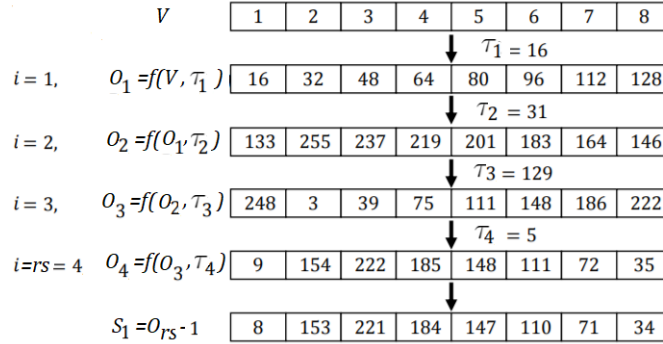 V 1 2 3 4 5 6 7 8
τ1 = 16
i = 1, O1 =f(V, τ1) 16 32 48 64 80 96 112 128
τ2 = 31
i = 2, O2 =f(O1,τ2) 133 255 237 219 201 183 164 146
τ3 = 129
i = 3, O3 =f(O2,τ3) 248 3 39 75 111 148 186 222
τ4 = 5
i=rs = 4 O4 =f(O3,τ4) 9 154 222 185 148 111 72 35
S1 =Ors - 1 8 153 221 184 147 110 71 34